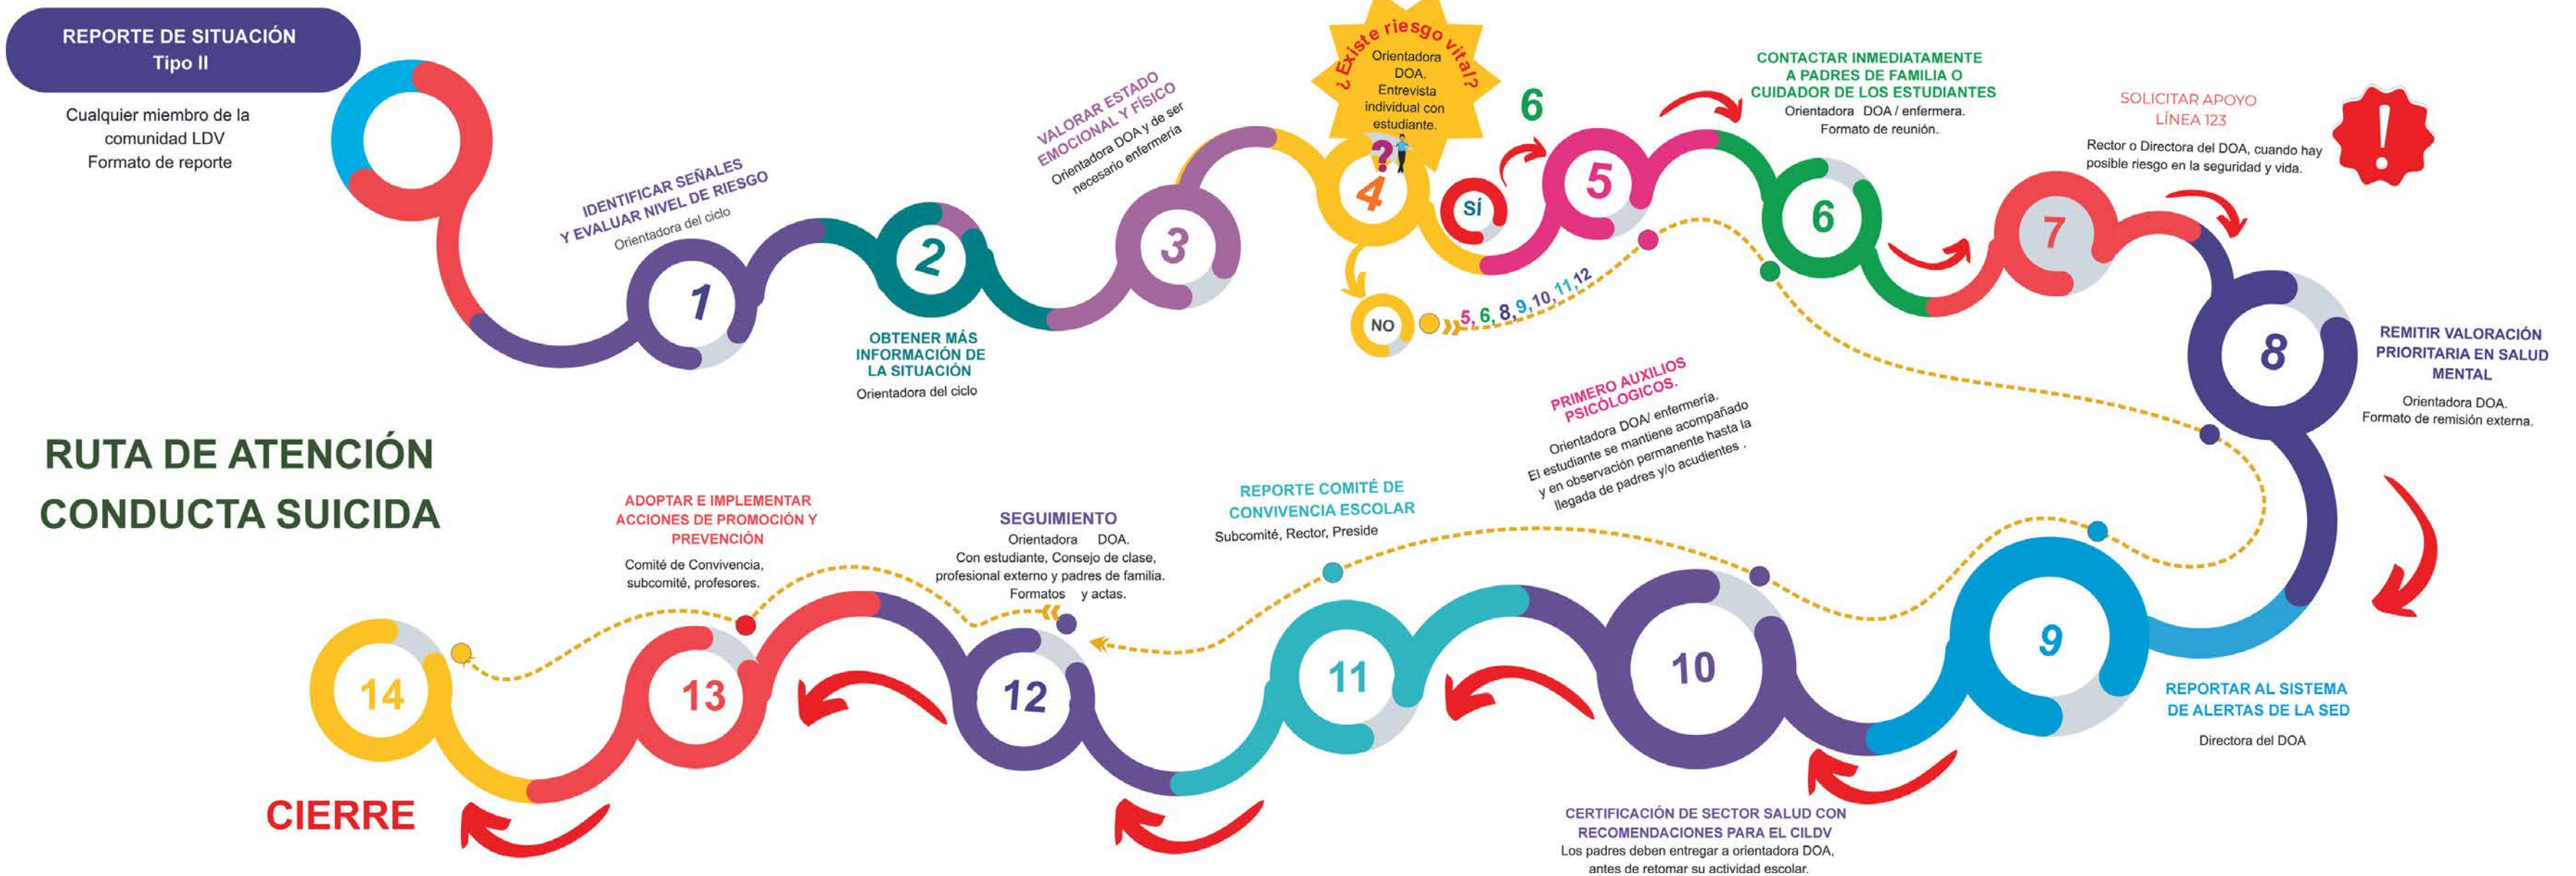 REPORTE DE SITUACIÓN
Tipo II
Cualquier miembro de la
comunidad LDV
Formato de reporte
IDENTIFICAR SEÑALES
Y EVALUAR NIVEL DE RIESGO
Orientadora del ciclo
1
2
OBTENER MÁS
INFORMACIÓN DE
LA SITUACIÓN
Orientadora del ciclo
VALORAR ESTADO
EMOCIONAL Y FÍSICO
Orientadora DOA y de ser
necesario enfermería
3
¿Existe riesgo vital?
Orientadora
DOA.
Entrevista
individual con
estudiante.
?
4
SÍ
6
NO
5, 6, 8, 9, 10, 11, 12
5
PRIMERO AUXILIOS
PSICÓLOGICOS.
Orientadora DOA/ enfermería.
El estudiante se mantiene acompañado
y en observación permanente hasta la
llegada de padres y/o acudientes .
CONTACTAR INMEDIATAMENTE
A PADRES DE FAMILIA O
CUIDADOR DE LOS ESTUDIANTES
Orientadora DOA / enfermera.
Formato de reunión.
6
SOLICITAR APOYO
LÍNEA 123
Rector o Directora del DOA, cuando hay
posible riesgo en la seguridad y vida.
!
7
8
REMITIR VALORACIÓN
PRIORITARIA EN SALUD
MENTAL
Orientadora DOA.
Formato de remisión externa.
RUTA DE ATENCIÓN
CONDUCTA SUICIDA
9
REPORTAR AL SISTEMA
DE ALERTAS DE LA SED
Directora del DOA
10
CERTIFICACIÓN DE SECTOR SALUD CON
RECOMENDACIONES PARA EL CILDV
Los padres deben entregar a orientadora DOA,
antes de retomar su actividad escolar.
REPORTE COMITÉ DE
CONVIVENCIA ESCOLAR
Subcomité, Rector, Preside
11
SEGUIMIENTO
Orientadora DOA.
Con estudiante, Consejo de clase,
profesional externo y padres de familia.
Formatos y actas.
12
ADOPTAR E IMPLEMENTAR
ACCIONES DE PROMOCIÓN Y
PREVENCIÓN
Comité de Convivencia,
subcomité, profesores.
13
14
CIERRE